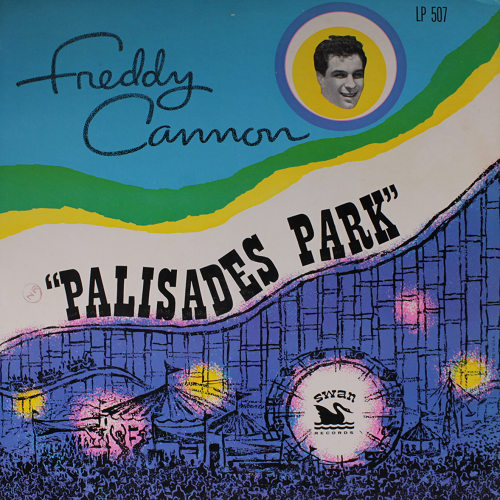 LP 507
Freddy
Cannon
"PALISADES PARK"
swan
RECORDS